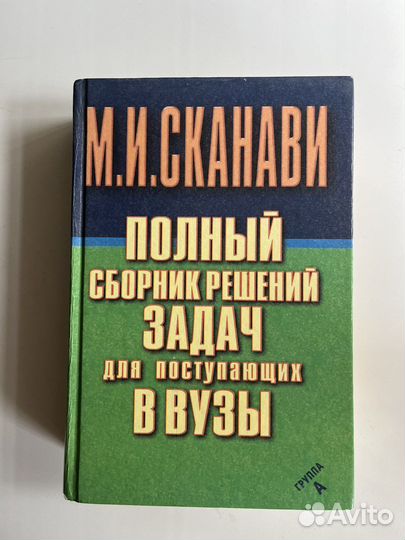 М.И.СКАНАВИ
ПОЛНЫЙ
СБОРНИК РЕШЕНИЙ
ЗАДАЧ
ДЛЯ ПОСТУПАЮЩИХ
В ВУЗЫ
ГРУППА
А
Avito